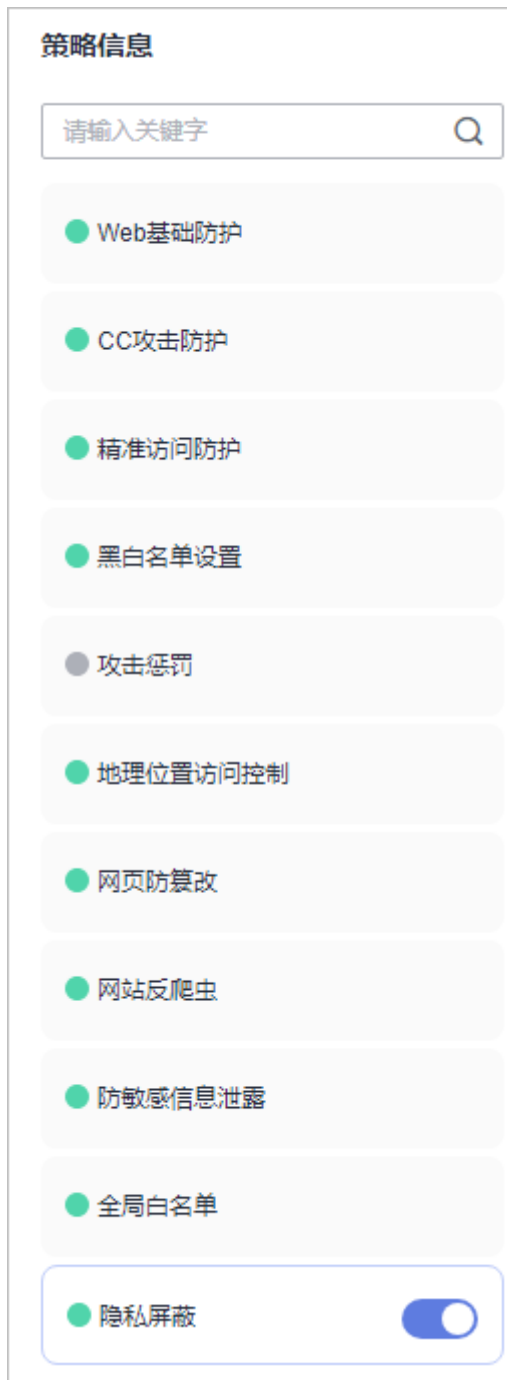 策略信息
请输入关键字
Web基础防护
CC攻击防护
精准访问防护
黑白名单设置
攻击惩罚
地理位置访问控制
网页防篡改
网站反爬虫
防敏感信息泄露
全局白名单
隐私屏蔽